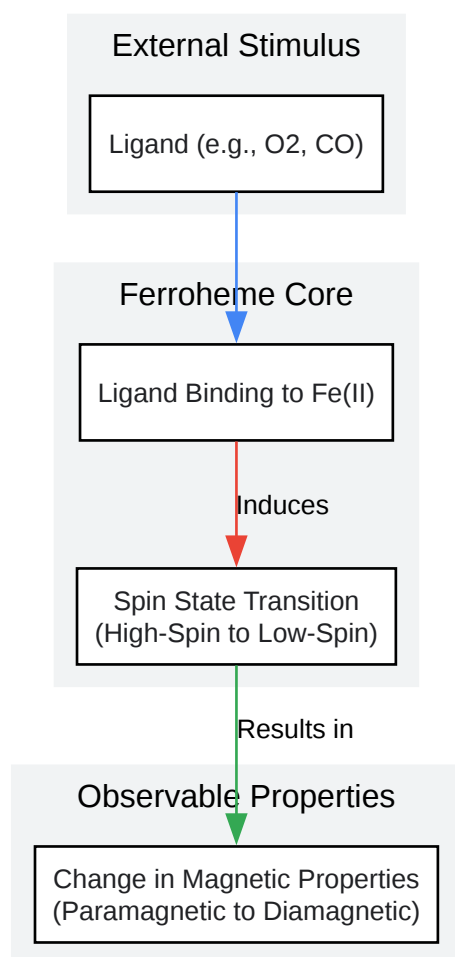 External Stimulus
Ligand (e.g., O2, CO)
Ferroheme Core
Ligand Binding to Fe(II)
Induces
Spin State Transition
(High-Spin to Low-Spin)
Results in
Observable Properties
Change in Magnetic Properties
(Paramagnetic to Diamagnetic)